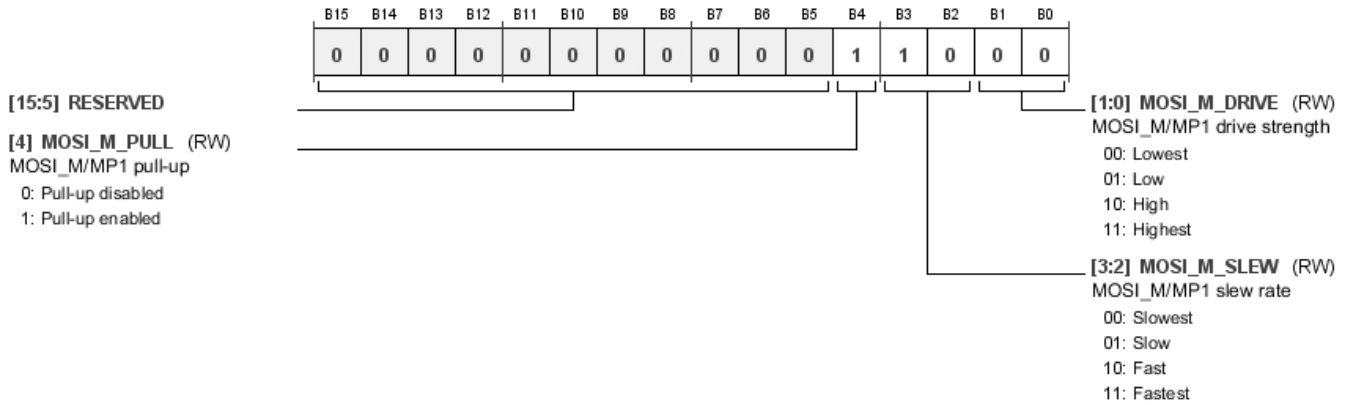 B15 B14 B13 B12 B11 B10 B9 B8 B7 B6 B5 B4 B3 B2 B1 B0
0 0 0 0 0 0 0 0 0 0 0 1 1 0 0 0
[15:5] RESERVED
[4] MOSI_M_PULL (RW)
MOSI_M/MP1 pull-up
0: Pull-up disabled
1: Pull-up enabled
[1:0] MOSI_M_DRIVE (RW)
MOSI_M/MP1 drive strength
00: Lowest
01: Low
10: High
11: Highest
[3:2] MOSI_M_SLEW (RW)
MOSI_M/MP1 slew rate
00: Slowest
01: Slow
10: Fast
11: Fastest